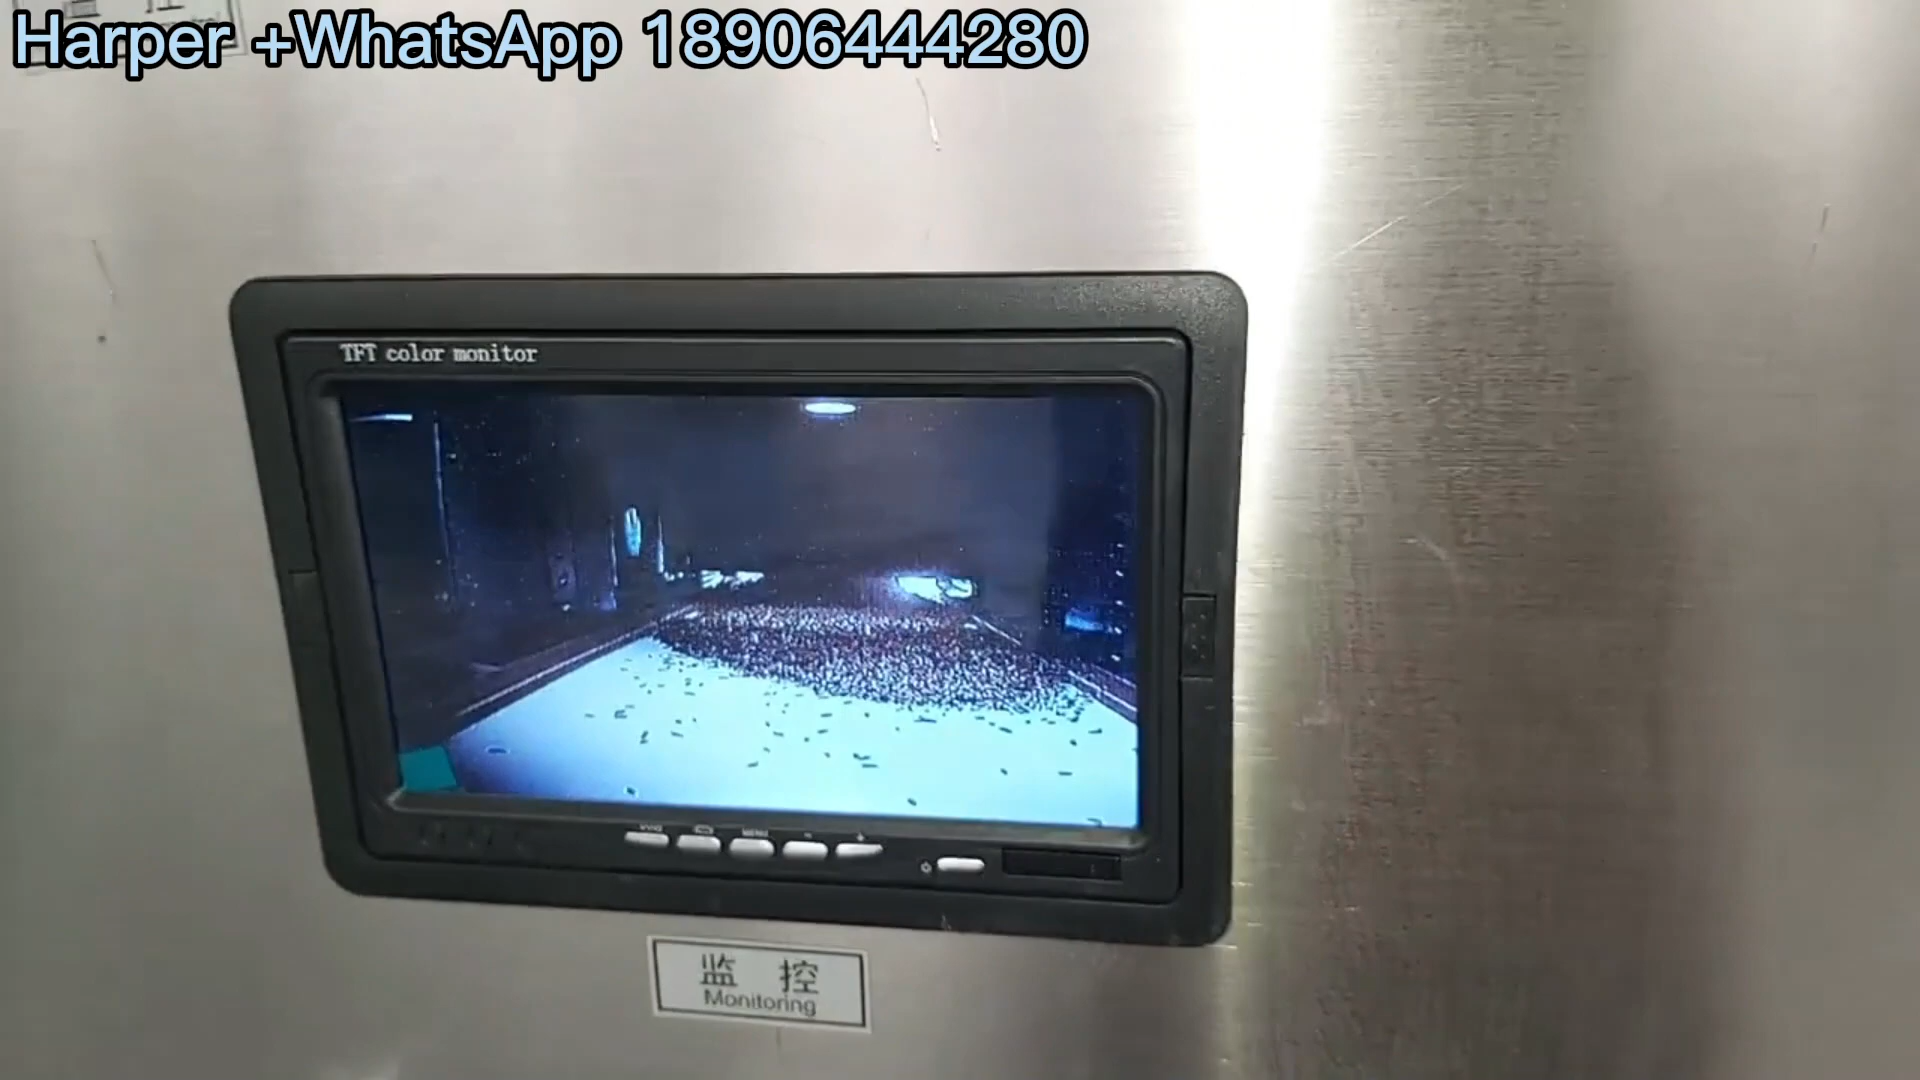 Harper +WhatsApp 18906444280
TFT color monitor
MENU
监 控
Monitoring